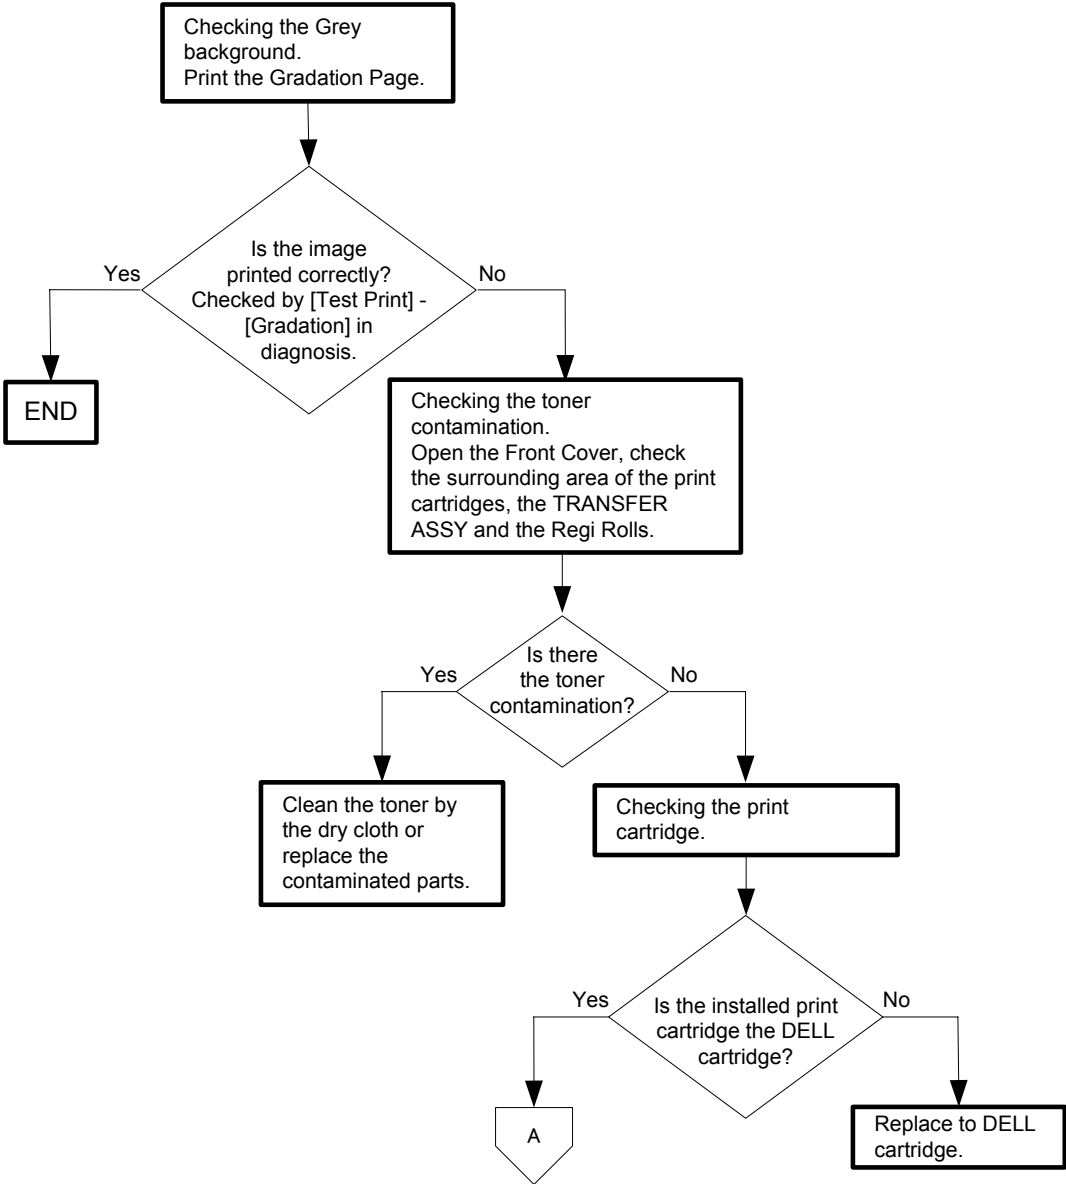 Checking the Grey
background.
Print the Gradation Page.
Is the image
printed correctly?
Checked by [Test Print] -
[Gradation] in
diagnosis.
Yes
No
END
Checking the toner
contamination.
Open the Front Cover, check
the surrounding area of the print
cartridges, the TRANSFER
ASSY and the Regi Rolls.
Is there
the toner
contamination?
Yes
No
Clean the toner by
the dry cloth or
replace the
contaminated parts.
Checking the print
cartridge.
Is the installed print
cartridge the DELL
cartridge?
Yes
No
A
Replace to DELL
cartridge.